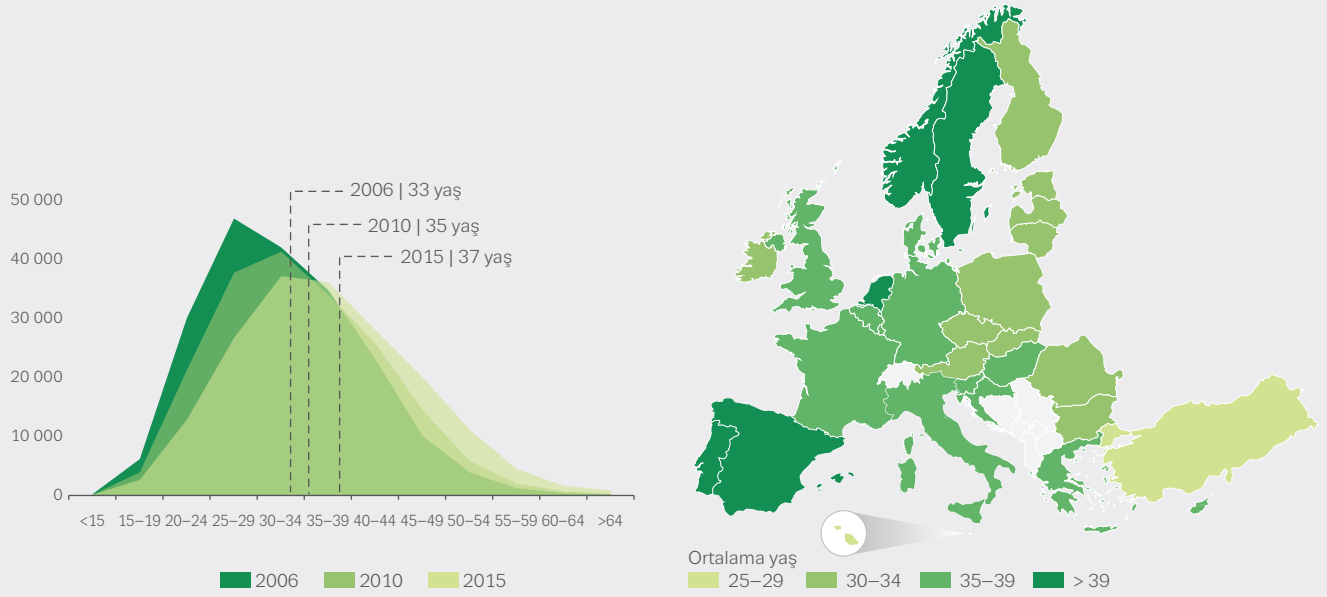 50 000
40 000
30 000
20 000
10 000
0
2006 | 33 yaş
2010 | 35 yaş
2015 | 37 yaş
<15 15–19 20–24 25–29 30–34 35–39 40–44 45–49 50–54 55–59 60–64 >64
2006 2010 2015
Ortalama yaş
25–29 30–34 35–39 > 39